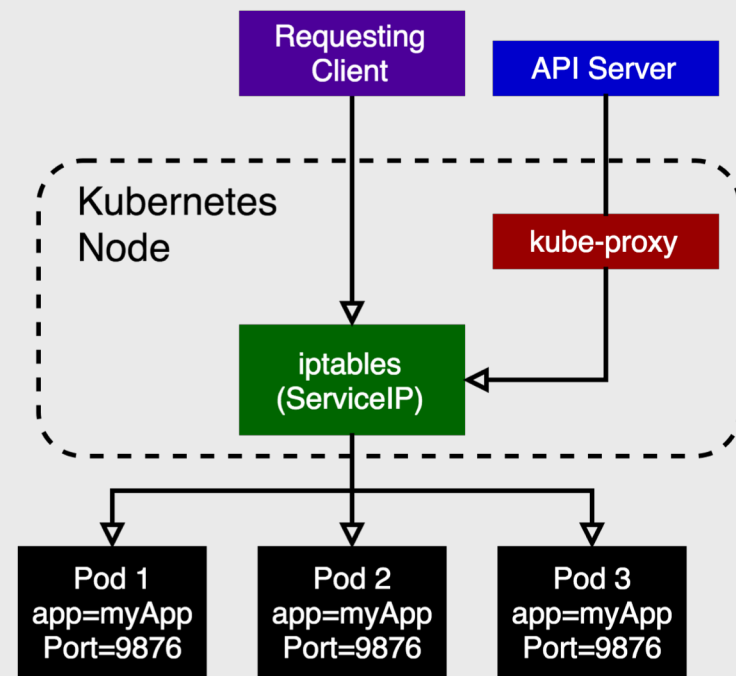 Requesting
Client
API Server
Kubernetes
Node
kube-proxy
iptables
(ServiceIP)
Pod 1
app=myApp
Port=9876
Pod 2
app=myApp
Port=9876
Pod 3
app=myApp
Port=9876